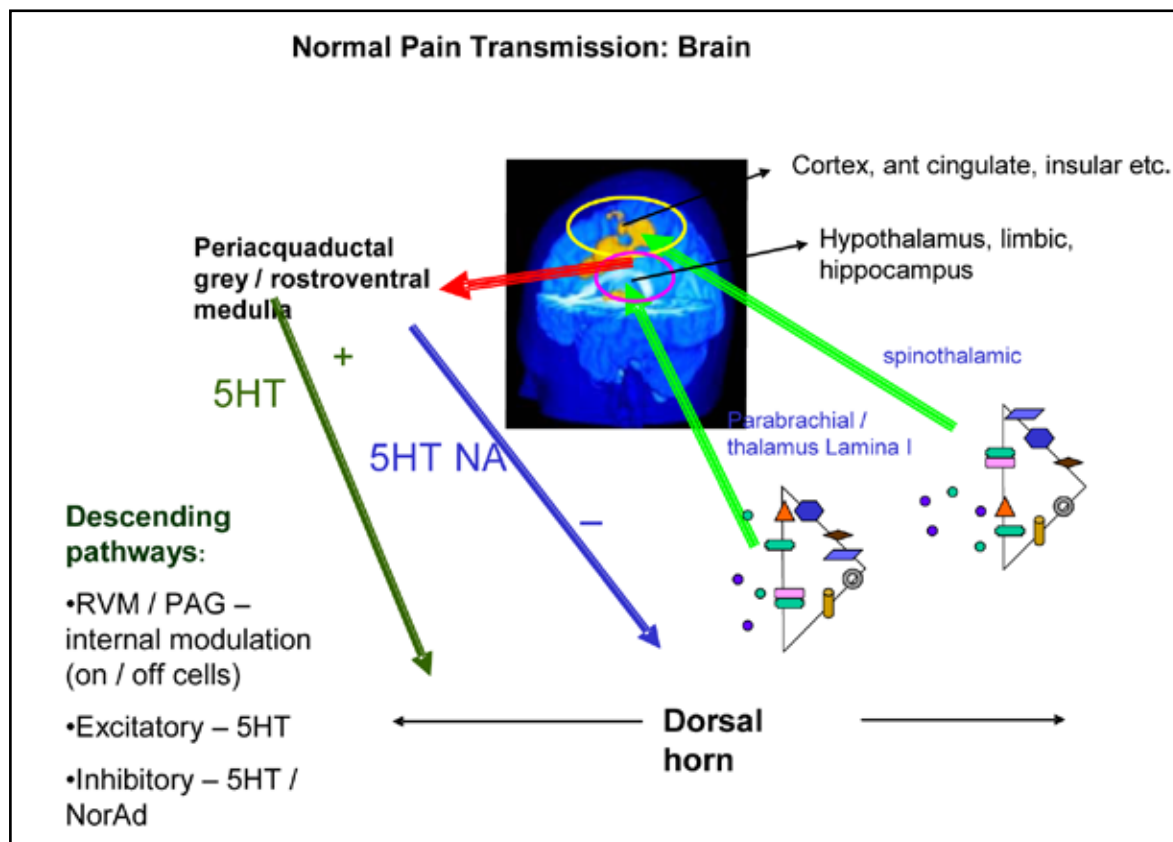 Normal Pain Transmission: Brain
Cortex, ant cingulate, insular etc.
Hypothalamus, limbic,
hippocampus
Periacquaductal
grey / rostroventral
medulla
spinothalamic
+
5HT
Parabrachial /
thalamus Lamina I
5HT NA
–
Descending
pathways:
•RVM / PAG –
internal modulation
(on / off cells)
•Excitatory – 5HT
•Inhibitory – 5HT /
NorAd
Dorsal
horn